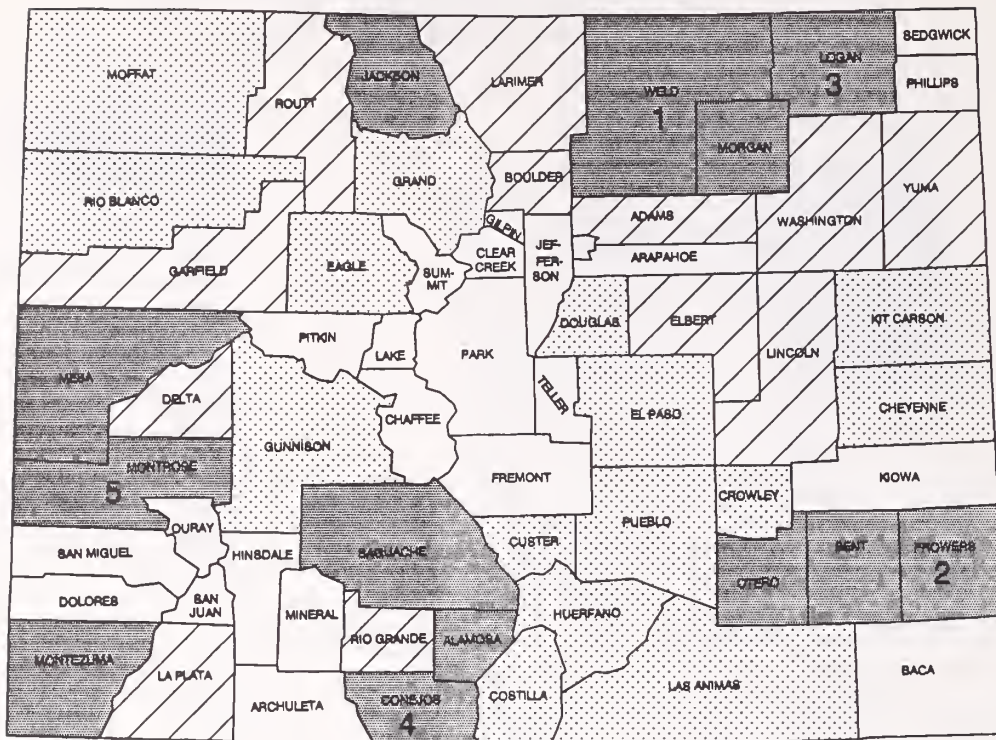 SEDGWICK
MOFFAT
ROUTT
JACKSON
LARIMER
WELD
1
LOGAN
3
PHILLIPS
MORGAN
RIO BLANCO
GRAND
BOULDER
ADAMS
WASHINGTON
YUMA
GARFIELD
EAGLE
SUM-
MIT
GILPIN
CLEAR
CREEK
JEF-
FER-
SON
ARAPAHOE
MESA
PITKIN
LAKE
PARK
DOUGLAS
ELBERT
LINCOLN
KIT CARSON
DELTA
GUNNISON
CHAFFEE
TELLER
EL PASO
CHEYENNE
MONTROSE
5
FREMONT
CROWLEY
KIOWA
OURAY
SAN MIGUEL
HINSDALE
SAGUACHE
CUSTER
PUEBLO
OTERO
BENT
PROWERS
2
DOLORES
SAN
JUAN
MINERAL
RIO GRANDE
ALAMOSA
HUERFANO
MONTEZUMA
LA PLATA
ARCHULETA
CONEJOS
4
COSTILLA
LAS ANIMAS
BACA